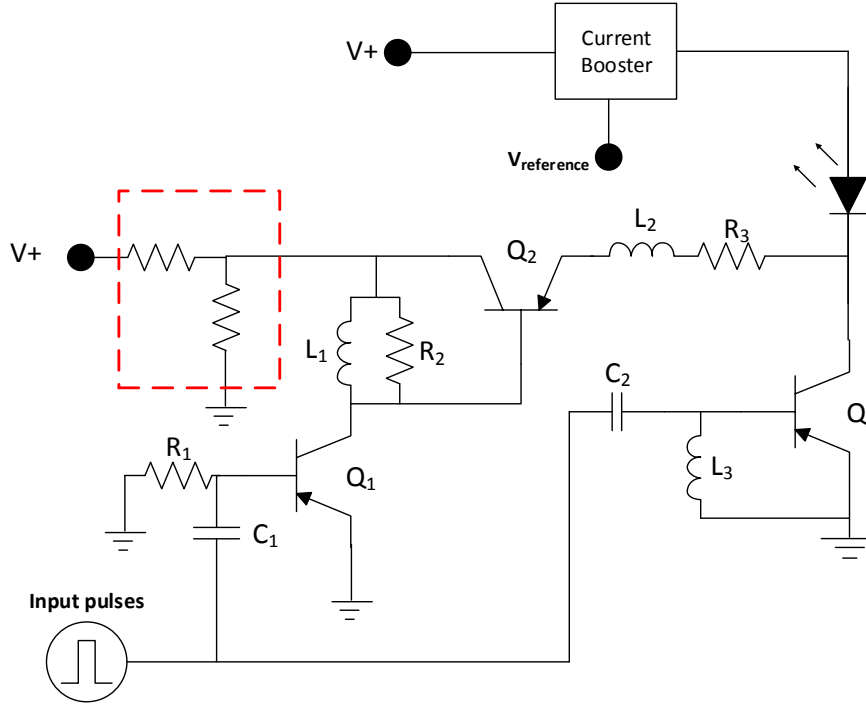 V+
Current
Booster
Vreference
V+
L2
R3
Q2
L1
R2
C2
Q
R1
Q1
L3
C1
Input pulses